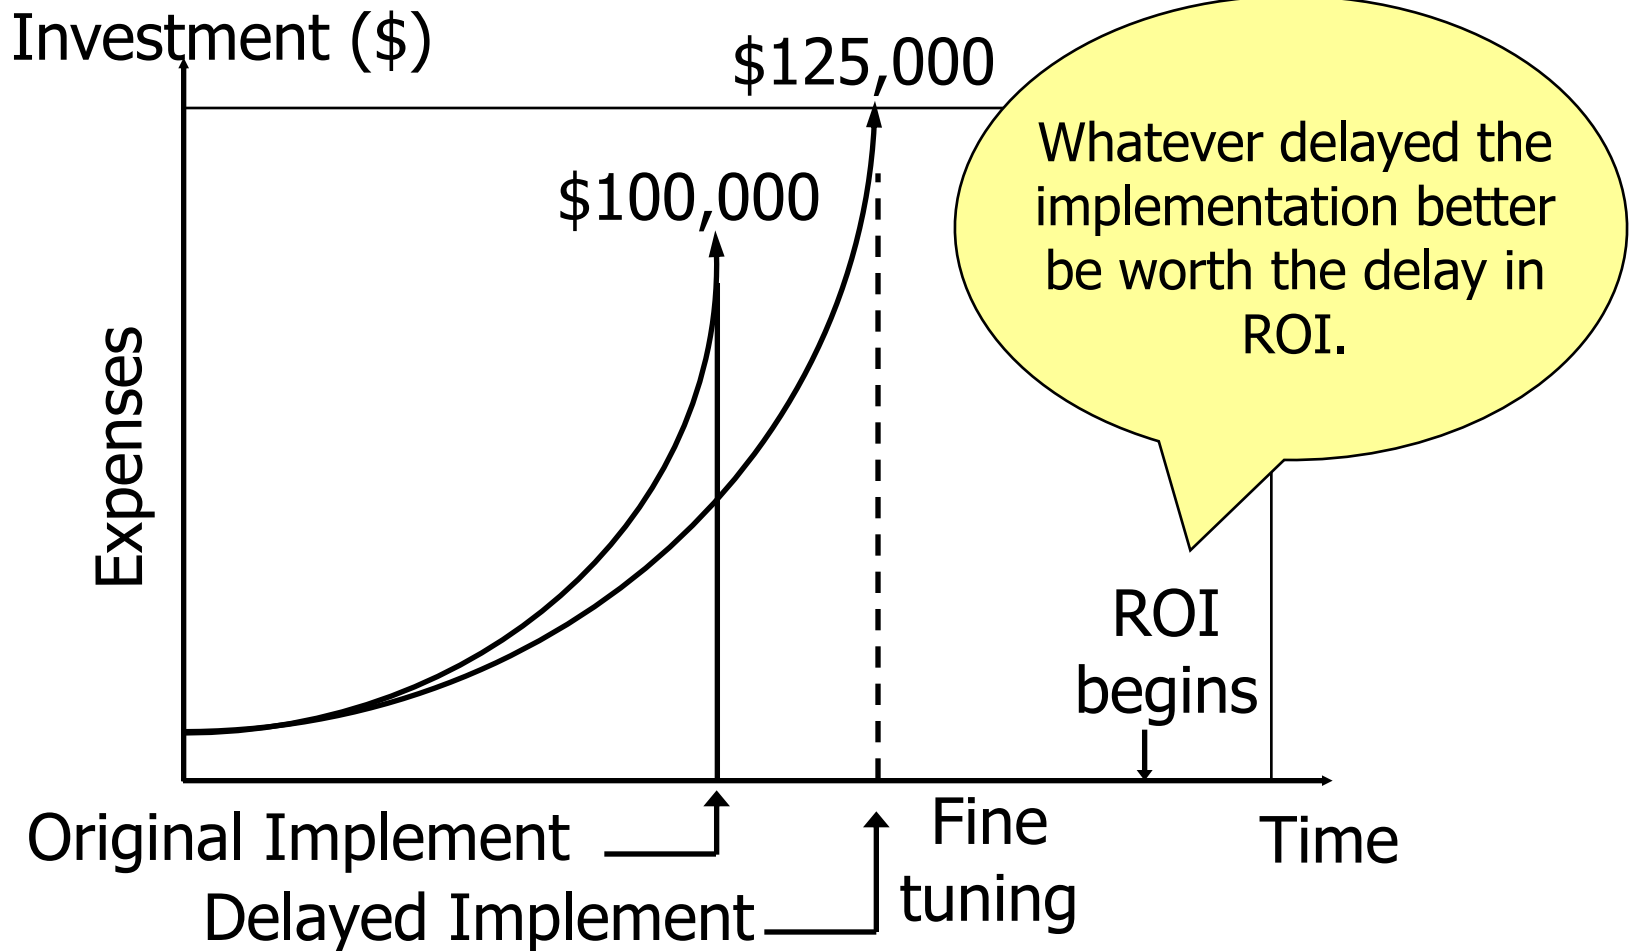 Investment ($)
$125,000
$100,000
Whatever delayed the
implementation better
be worth the delay in
ROI.
Expenses
ROI
begins
Original Implement
Delayed Implement
Fine
tuning
Time